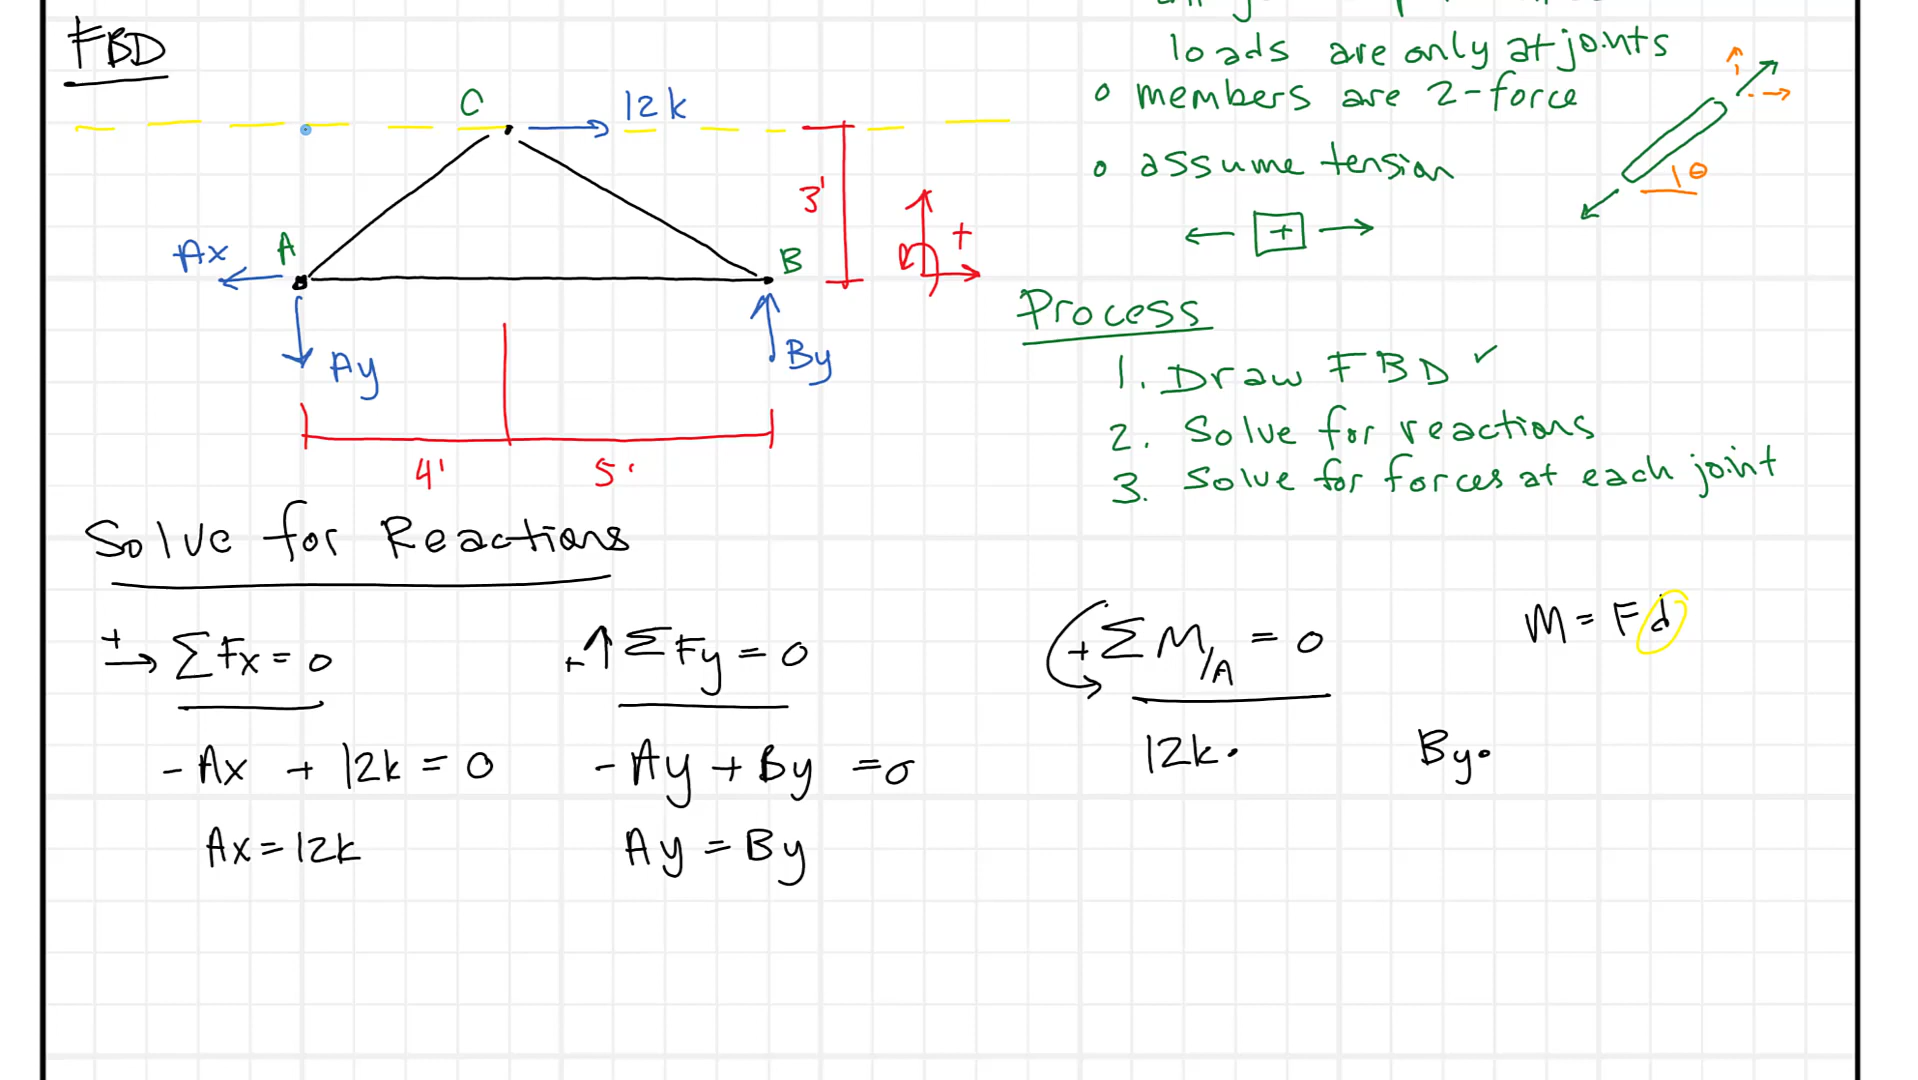 FBD
C
12k
3'
A
Ax
B
+
Ay
By
4'
5'
loads are only at joints
o members are 2-force
o assume tension
+
θ
Process
1. Draw FBD ✓
2. Solve for reactions
3. Solve for forces at each joint
Solve for Reactions
+→ ΣFx = 0
-Ax + 12k = 0
Ax = 12k
+↑ ΣFy = 0
-Ay + By = 0
Ay = By
+ ΣM/A = 0
12k·
By·
M = Fd